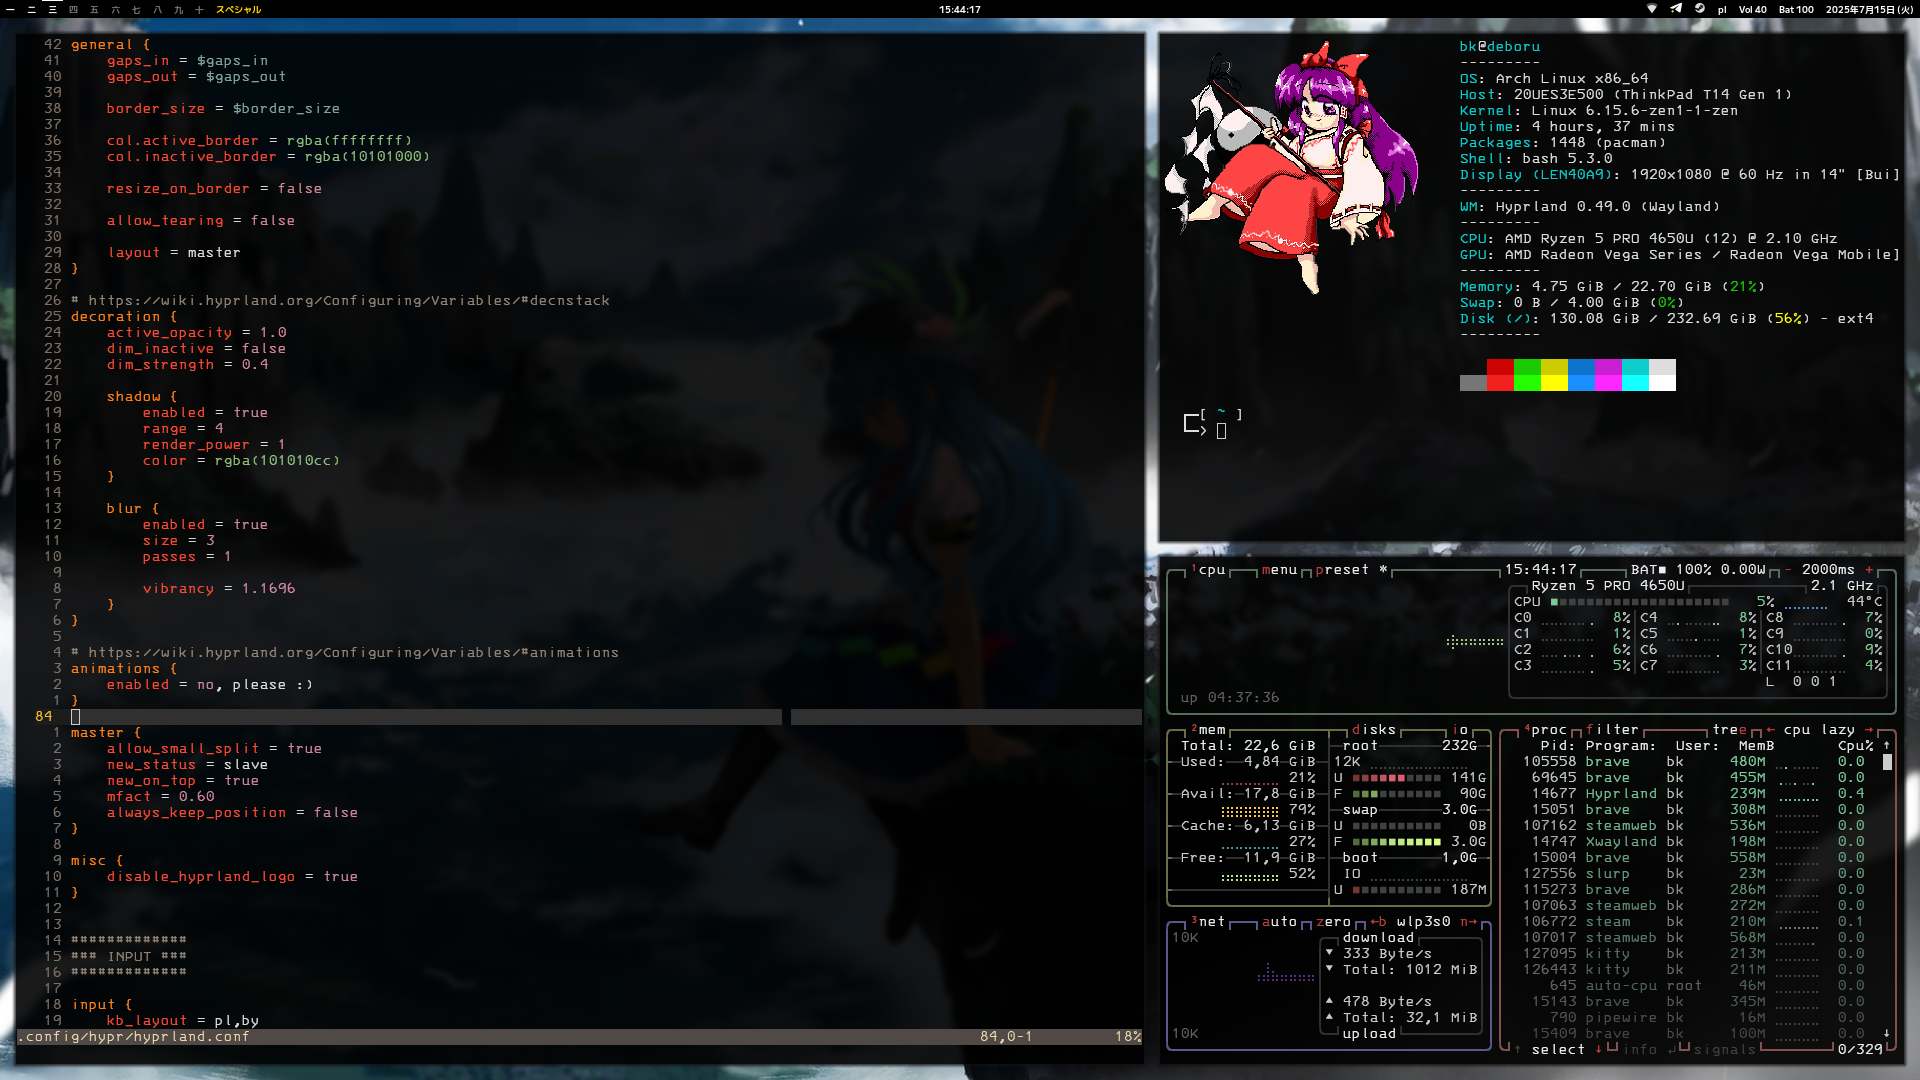 一 二 三 四 五 六 七 八 九 十 スペシャル
15:44:17
pl Vol 40 Bat 100 2025年7月15日 (火)
42 general {
41 gaps_in = $gaps_in
40 gaps_out = $gaps_out
39
38 border_size = $border_size
37
36 col.active_border = rgba(ffffffff)
35 col.inactive_border = rgba(10101000)
34
33 resize_on_border = false
32
31 allow_tearing = false
30
29 layout = master
28 }
27
26 # https://wiki.hyprland.org/Configuring/Variables/#decnstack
25 decoration {
24 active_opacity = 1.0
23 dim_inactive = false
22 dim_strength = 0.4
21
20 shadow {
19 enabled = true
18 range = 4
17 render_power = 1
16 color = rgba(101010cc)
15 }
14
13 blur {
12 enabled = true
11 size = 3
10 passes = 1
9
8 vibrancy = 1.1696
7 }
6 }
5
4 # https://wiki.hyprland.org/Configuring/Variables/#animations
3 animations {
2 enabled = no, please :)
1 }
84
1 master {
2 allow_small_split = true
3 new_status = slave
4 new_on_top = true
5 mfact = 0.60
6 always_keep_position = false
7 }
8
9 misc {
10 disable_hyprland_logo = true
11 }
12
13
14 #############
15 ### INPUT ###
16 #############
17
18 input {
19 kb_layout = pl,by
.config/hypr/hyprland.conf 84,0-1 18%
bk@deboru
---------
OS: Arch Linux x86_64
Host: 20UES3E500 (ThinkPad T14 Gen 1)
Kernel: Linux 6.15.6-zen1-1-zen
Uptime: 4 hours, 37 mins
Packages: 1448 (pacman)
Shell: bash 5.3.0
Display (LEN40A9): 1920x1080 @ 60 Hz in 14" [Bui]
---------
WM: Hyprland 0.49.0 (Wayland)
---------
CPU: AMD Ryzen 5 PRO 4650U (12) @ 2.10 GHz
GPU: AMD Radeon Vega Series / Radeon Vega Mobile]
---------
Memory: 4.75 GiB / 22.70 GiB (21%)
Swap: 0 B / 4.00 GiB (0%)
Disk (/): 130.08 GiB / 232.69 GiB (56%) - ext4
---------
[ ~ ]
>
¹cpu menu preset * 15:44:17 BAT■ 100% 0.00W - 2000ms +
Ryzen 5 PRO 4650U 2.1 GHz
CPU 5% 44°C
C0 8% C4 8% C8 7%
C1 1% C5 1% C9 0%
C2 6% C6 7% C10 9%
C3 5% C7 3% C11 4%
L 0 0 1
up 04:37:36
²mem disks io
Total: 22,6 GiB
Used: 4,84 GiB
21%
Avail: 17,8 GiB
79%
Cache: 6,13 GiB
27%
Free: 11,9 GiB
52%
root 232G
12K
U 141G
F 90G
swap 3.0G
U 0B
F 3.0G
boot 1,0G
IO
U 187M
³net auto zero ←b wlp3s0 n→
10K
download
▼ 333 Byte/s
▼ Total: 1012 MiB
▲ 478 Byte/s
▲ Total: 32,1 MiB
upload
10K
⁴proc filter tree ← cpu lazy →
Pid: Program: User: MemB Cpu% ↑
105558 brave bk 480M 0.0
69645 brave bk 455M 0.0
14677 Hyprland bk 239M 0.4
15051 brave bk 308M 0.0
107162 steamweb bk 536M 0.0
14747 Xwayland bk 198M 0.0
15004 brave bk 558M 0.0
127556 slurp bk 23M 0.0
115273 brave bk 286M 0.0
107063 steamweb bk 272M 0.0
106772 steam bk 210M 0.1
107017 steamweb bk 568M 0.0
127095 kitty bk 213M 0.0
126443 kitty bk 211M 0.0
645 auto-cpu root 46M 0.0
15143 brave bk 345M 0.0
790 pipewire bk 16M 0.0
15409 brave bk 100M 0.0 ↓
↑ select ↓ info ↲ signals 0/329